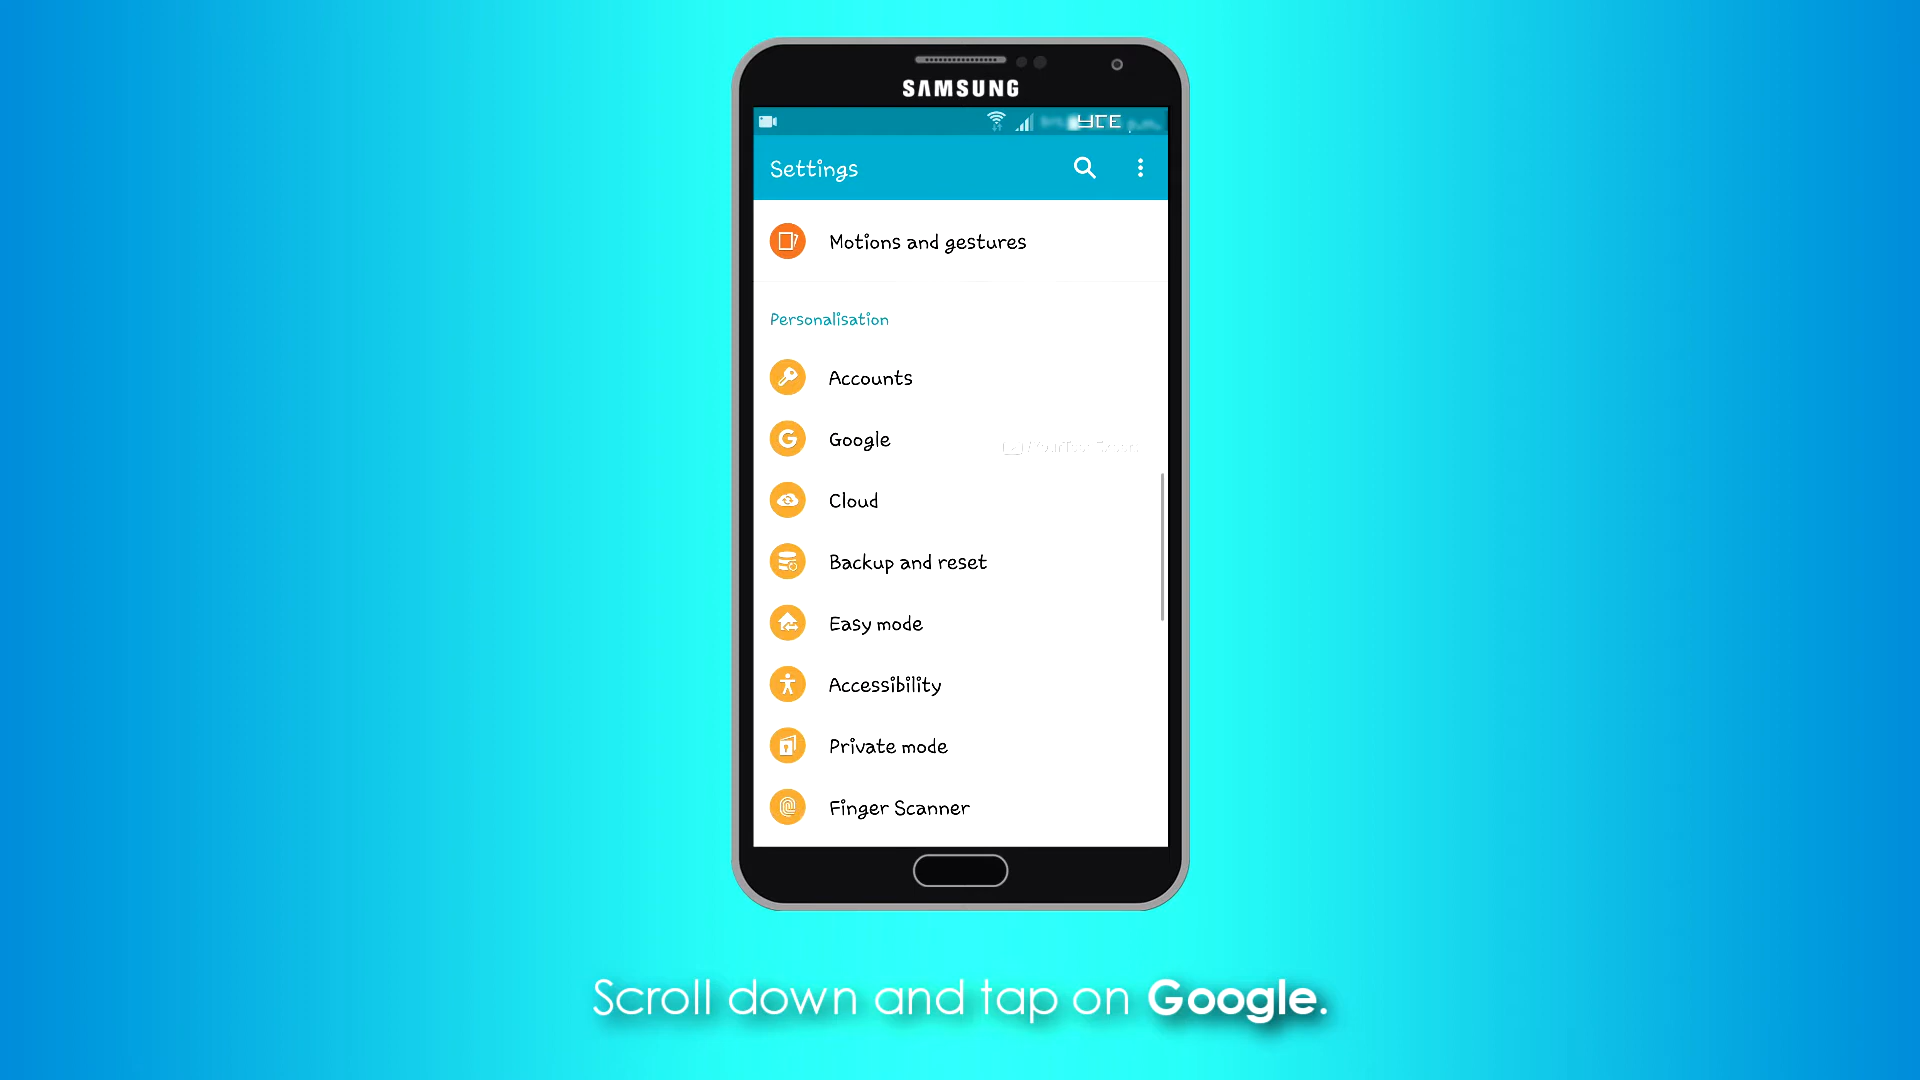 SAMSUNG
Settings
Motions and gestures
Personalisation
Accounts
Google
Cloud
Backup and reset
Easy mode
Accessibility
Private mode
Finger Scanner
Scroll down and tap on Google.